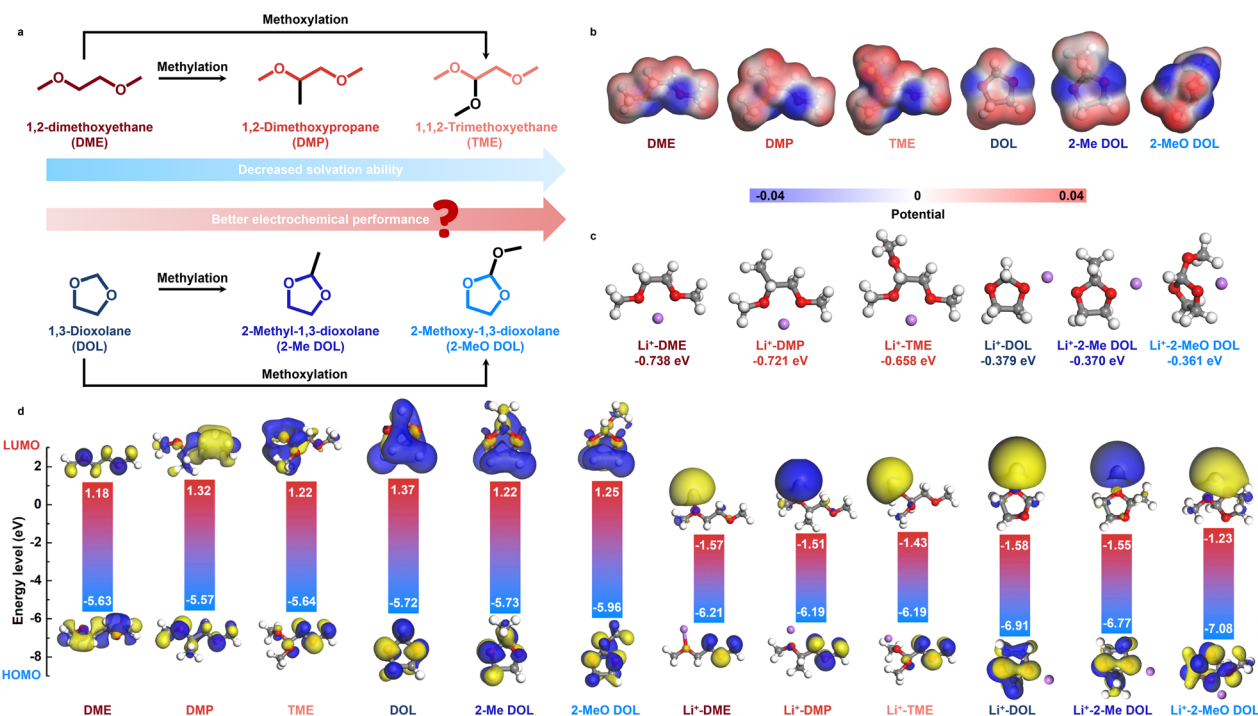 a
Methoxylation
O
O
Methylation
O
O
O
O
O
1,2-dimethoxyethane
(DME)
1,2-Dimethoxypropane
(DMP)
1,1,2-Trimethoxyethane
(TME)
Decreased solvation ability
Better electrochemical performance
?
O
O
Methylation
O
O
O
O
O
1,3-Dioxolane
(DOL)
2-Methyl-1,3-dioxolane
(2-Me DOL)
2-Methoxy-1,3-dioxolane
(2-MeO DOL)
Methoxylation
b
DME
DMP
TME
DOL
2-Me DOL
2-MeO DOL
-0.04
0
0.04
Potential
c
Li⁺-DME
-0.738 eV
Li⁺-DMP
-0.721 eV
Li⁺-TME
-0.658 eV
Li⁺-DOL
-0.379 eV
Li⁺-2-Me DOL
-0.370 eV
Li⁺-2-MeO DOL
-0.361 eV
d
LUMO
2
0
-2
-4
-6
-8
HOMO
Energy level (eV)
1.18
-5.63
1.32
-5.57
1.22
-5.64
1.37
-5.72
1.22
-5.73
1.25
-5.96
-1.57
-6.21
-1.51
-6.19
-1.43
-6.19
-1.58
-6.91
-1.55
-6.77
-1.23
-7.08
DME
DMP
TME
DOL
2-Me DOL
2-MeO DOL
Li⁺-DME
Li⁺-DMP
Li⁺-TME
Li⁺-DOL
Li⁺-2-Me DOL
Li⁺-2-MeO DOL